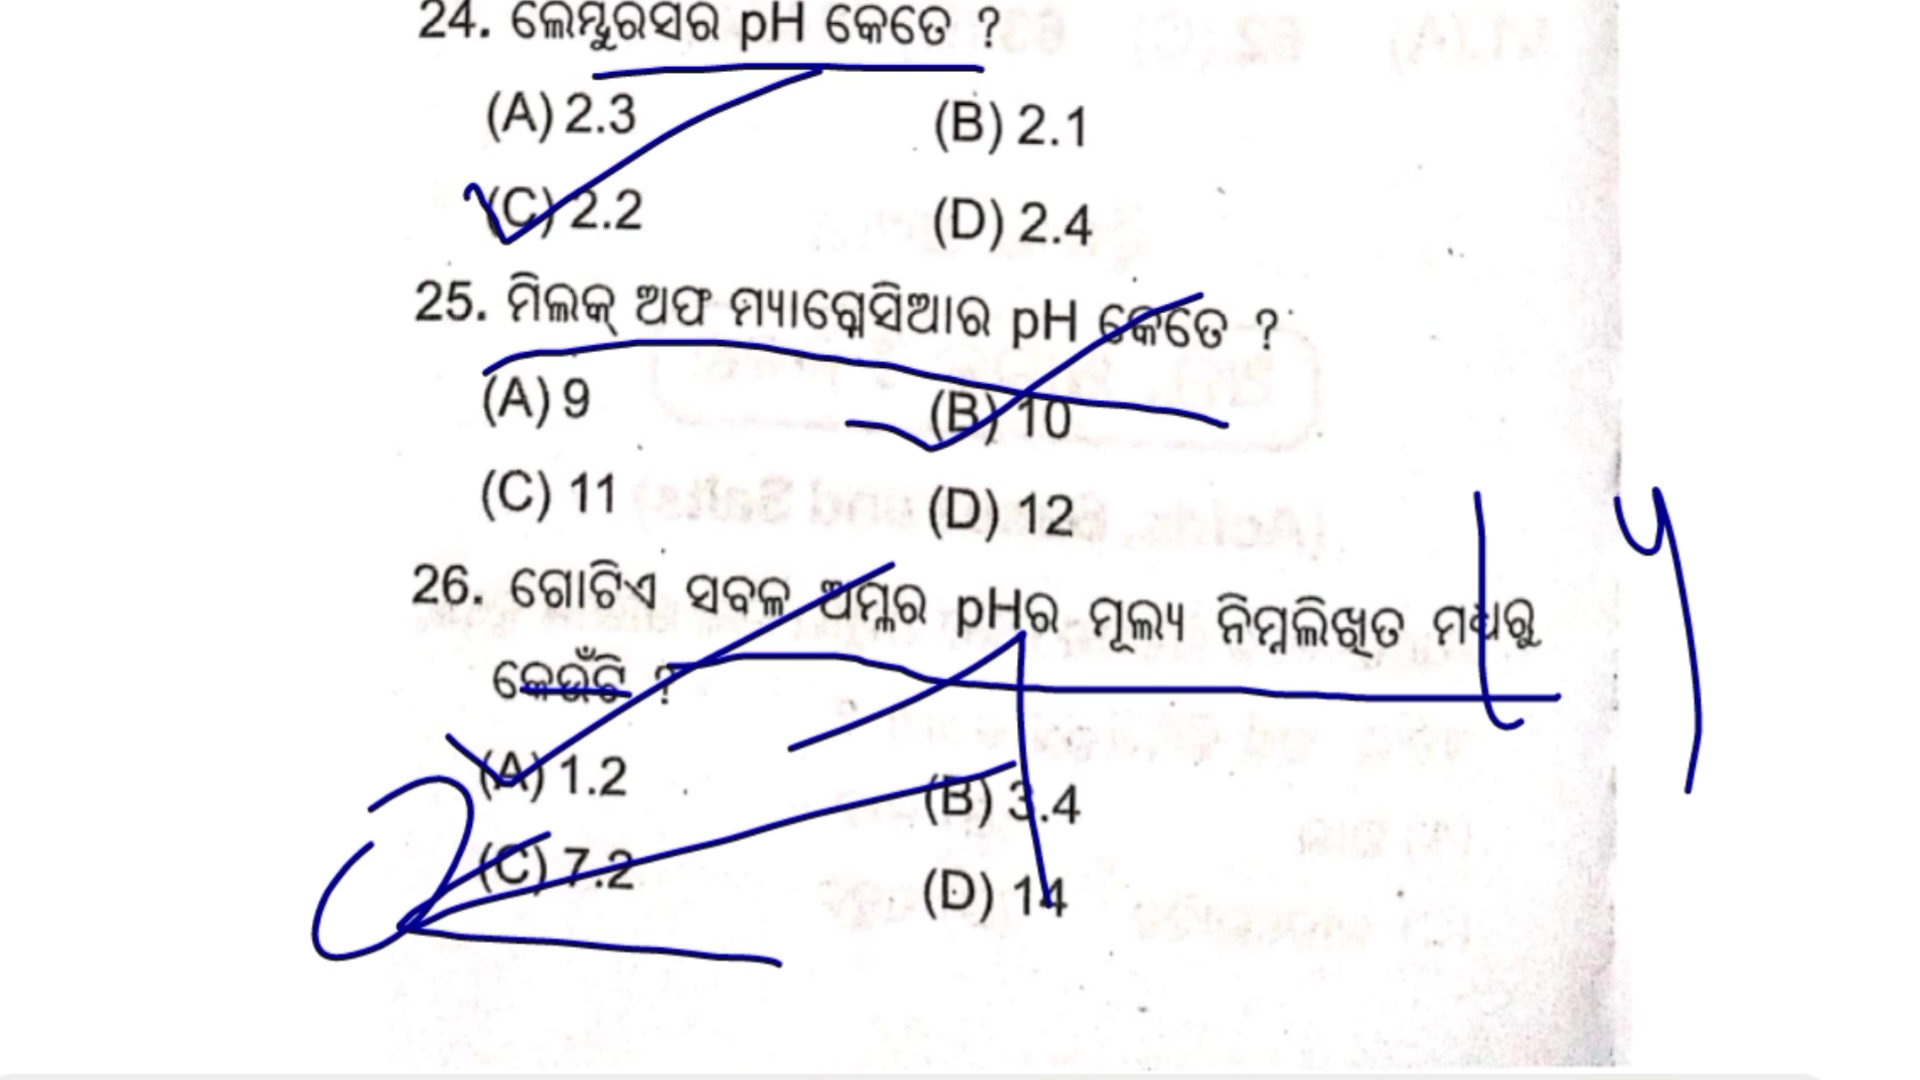 24. ଲେମ୍ବୁରସର pH କେତେ ?
(A) 2.3 (B) 2.1
(C) 2.2 (D) 2.4
25. ମିଲକ୍ ଅଫ ମ୍ୟାଗ୍ନେସିଆର pH କେତେ ?
(A) 9 (B) 10
(C) 11 (D) 12
26. ଗୋଟିଏ ସବଳ ଅମ୍ଳର pHର ମୂଲ୍ୟ ନିମ୍ନଲିଖିତ ମଧ୍ୟରୁ
କେଉଁଟି ?
(A) 1.2 (B) 3.4
(C) 7.2 (D) 14